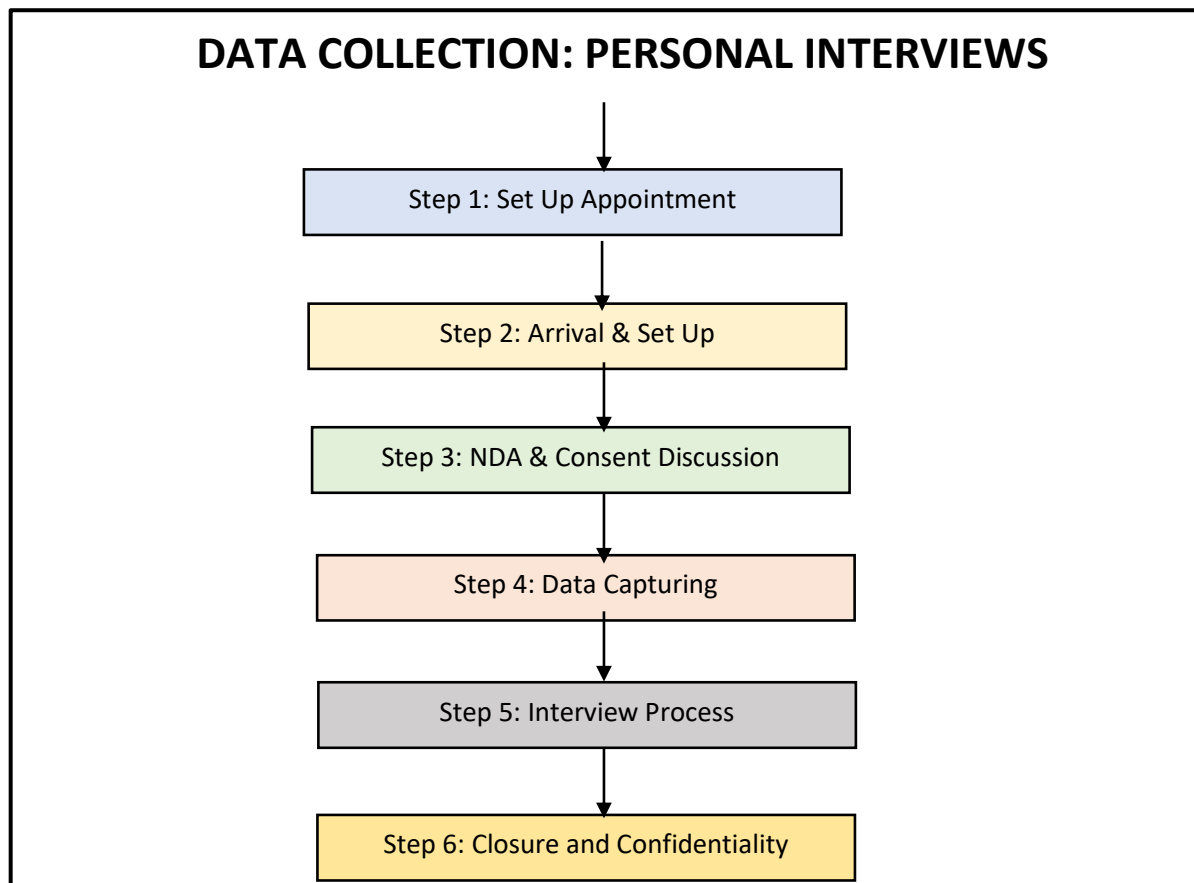 DATA COLLECTION: PERSONAL INTERVIEWS
Step 1: Set Up Appointment
Step 2: Arrival & Set Up
Step 3: NDA & Consent Discussion
Step 4: Data Capturing
Step 5: Interview Process
Step 6: Closure and Confidentiality